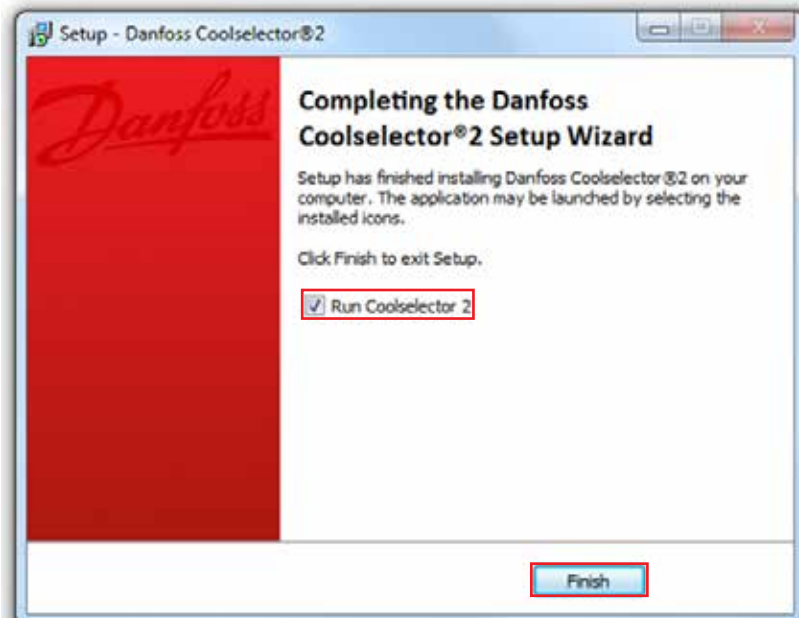 Setup - Danfoss Coolselector®2
Danfoss
Completing the Danfoss
Coolselector®2 Setup Wizard
Setup has finished installing Danfoss Coolselector®2 on your
computer. The application may be launched by selecting the
installed icons.
Click Finish to exit Setup.
Run Coolselector 2
Finish